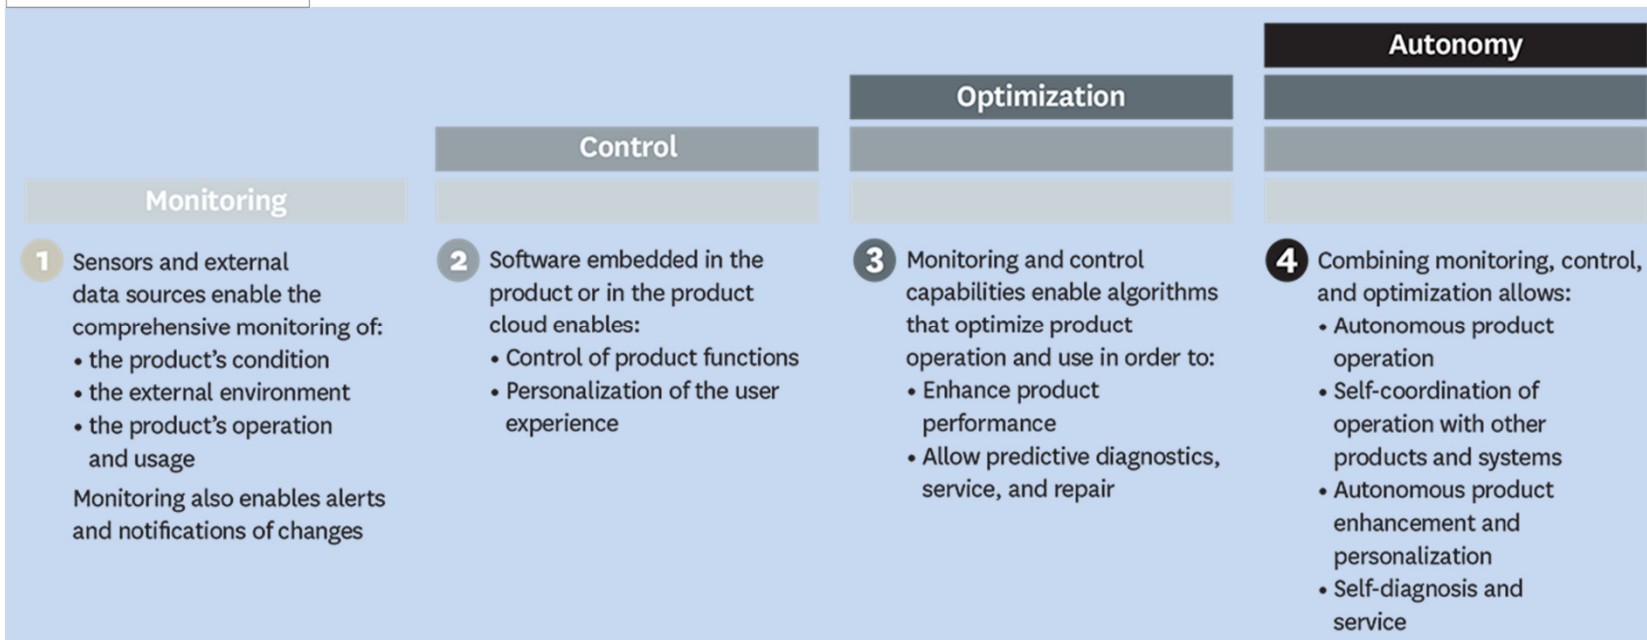 Monitoring
1
Sensors and external
data sources enable the
comprehensive monitoring of:
• the product's condition
• the external environment
• the product's operation
and usage
Monitoring also enables alerts
and notifications of changes
Control
2
Software embedded in the
product or in the product
cloud enables:
• Control of product functions
• Personalization of the user
experience
Optimization
3
Monitoring and control
capabilities enable algorithms
that optimize product
operation and use in order to:
• Enhance product
performance
• Allow predictive diagnostics,
service, and repair
Autonomy
4
Combining monitoring, control,
and optimization allows:
• Autonomous product
operation
• Self-coordination of
operation with other
products and systems
• Autonomous product
enhancement and
personalization
• Self-diagnosis and
service